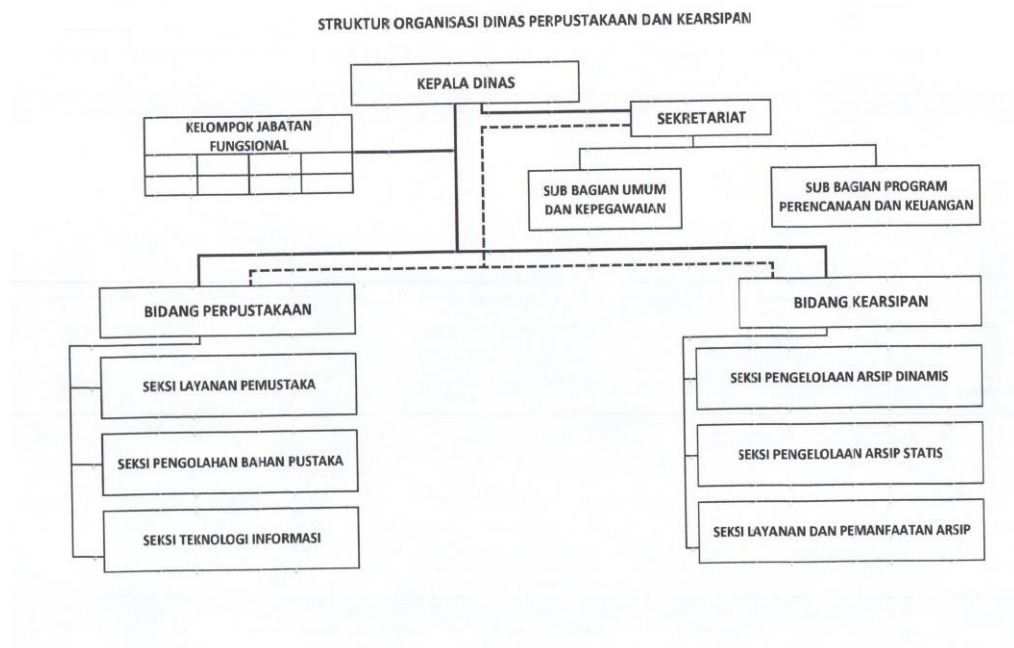 STRUKTUR ORGANISASI DINAS PERPUSTAKAAN DAN KEARSIPAN
KEPALA DINAS
KELOMPOK JABATAN
FUNGSIONAL
SEKRETARIAT
SUB BAGIAN UMUM
DAN KEPEGAWAIAN
SUB BAGIAN PROGRAM
PERENCANAAN DAN KEUANGAN
BIDANG PERPUSTAKAAN
SEKSI LAYANAN PEMUSTAKA
SEKSI PENGOLAHAN BAHAN PUSTAKA
SEKSI TEKNOLOGI INFORMASI
BIDANG KEARSIPAN
SEKSI PENGELOLAAN ARSIP DINAMIS
SEKSI PENGELOLAAN ARSIP STATIS
SEKSI LAYANAN DAN PEMANFAATAN ARSIP